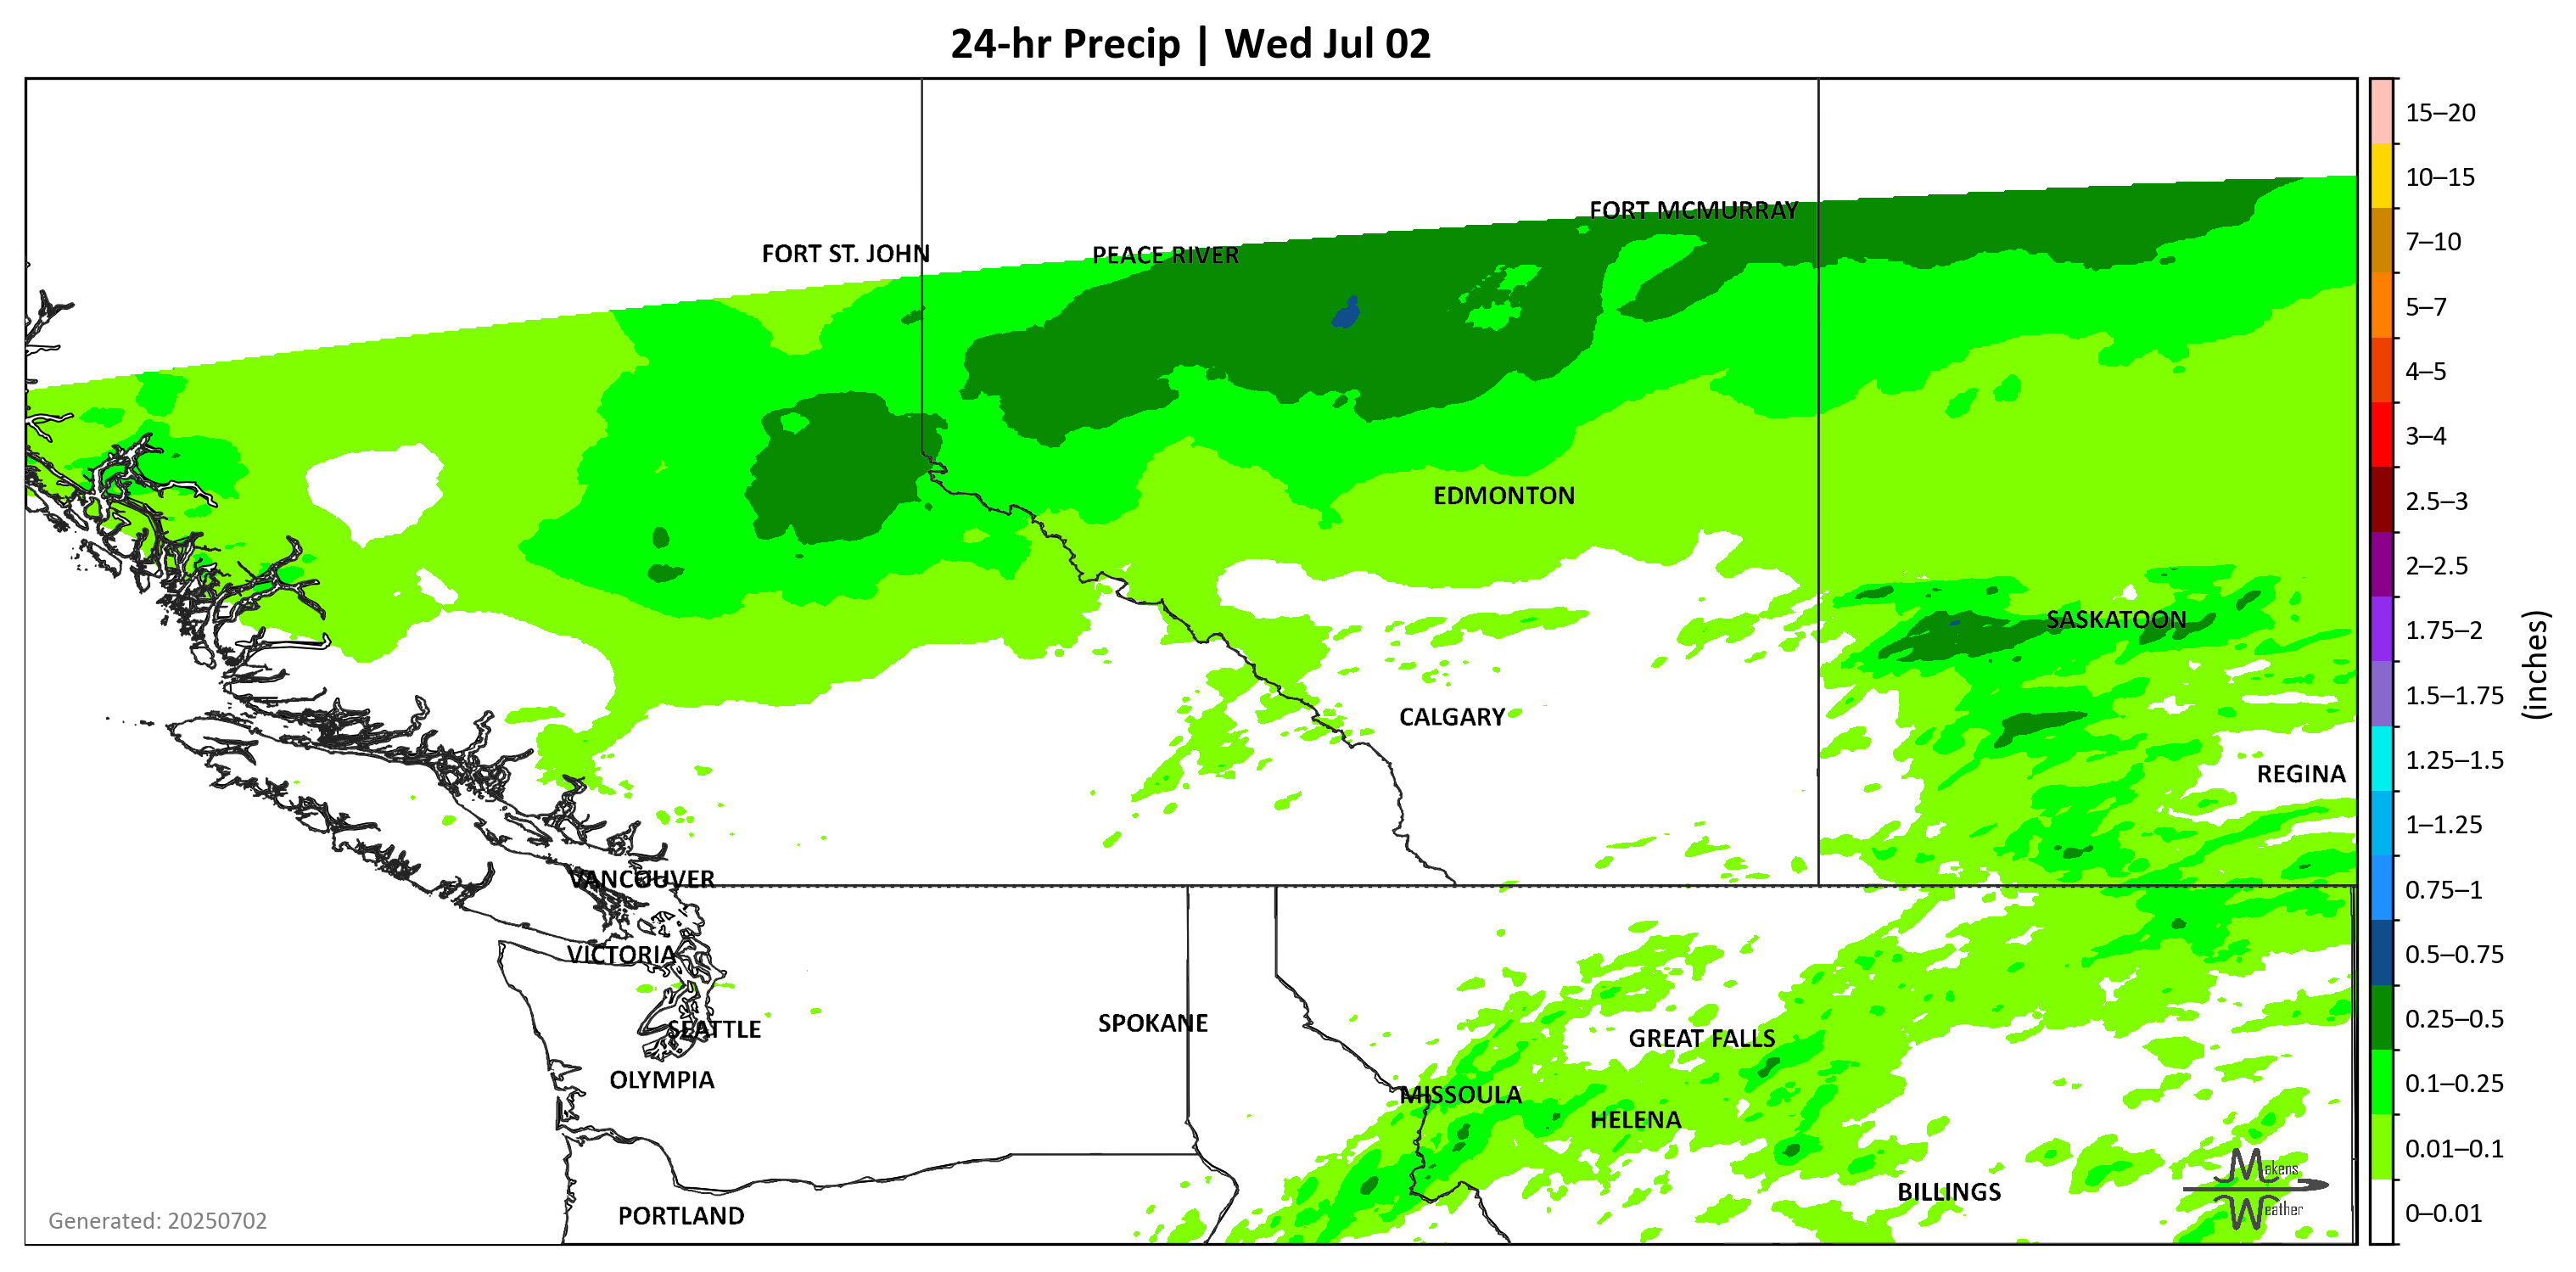 24-hr Precip | Wed Jul 02
FORT MCMURRAY
FORT ST. JOHN
PEACE RIVER
EDMONTON
SASKATOON
CALGARY
REGINA
VANCOUVER
VICTORIA
SPOKANE
SEATTLE
GREAT FALLS
OLYMPIA
MISSOULA
HELENA
BILLINGS
PORTLAND
Generated: 20250702
Makens
Weather
15–20
10–15
7–10
5–7
4–5
3–4
2.5–3
2–2.5
1.75–2
1.5–1.75
1.25–1.5
1–1.25
0.75–1
0.5–0.75
0.25–0.5
0.1–0.25
0.01–0.1
0–0.01
(inches)